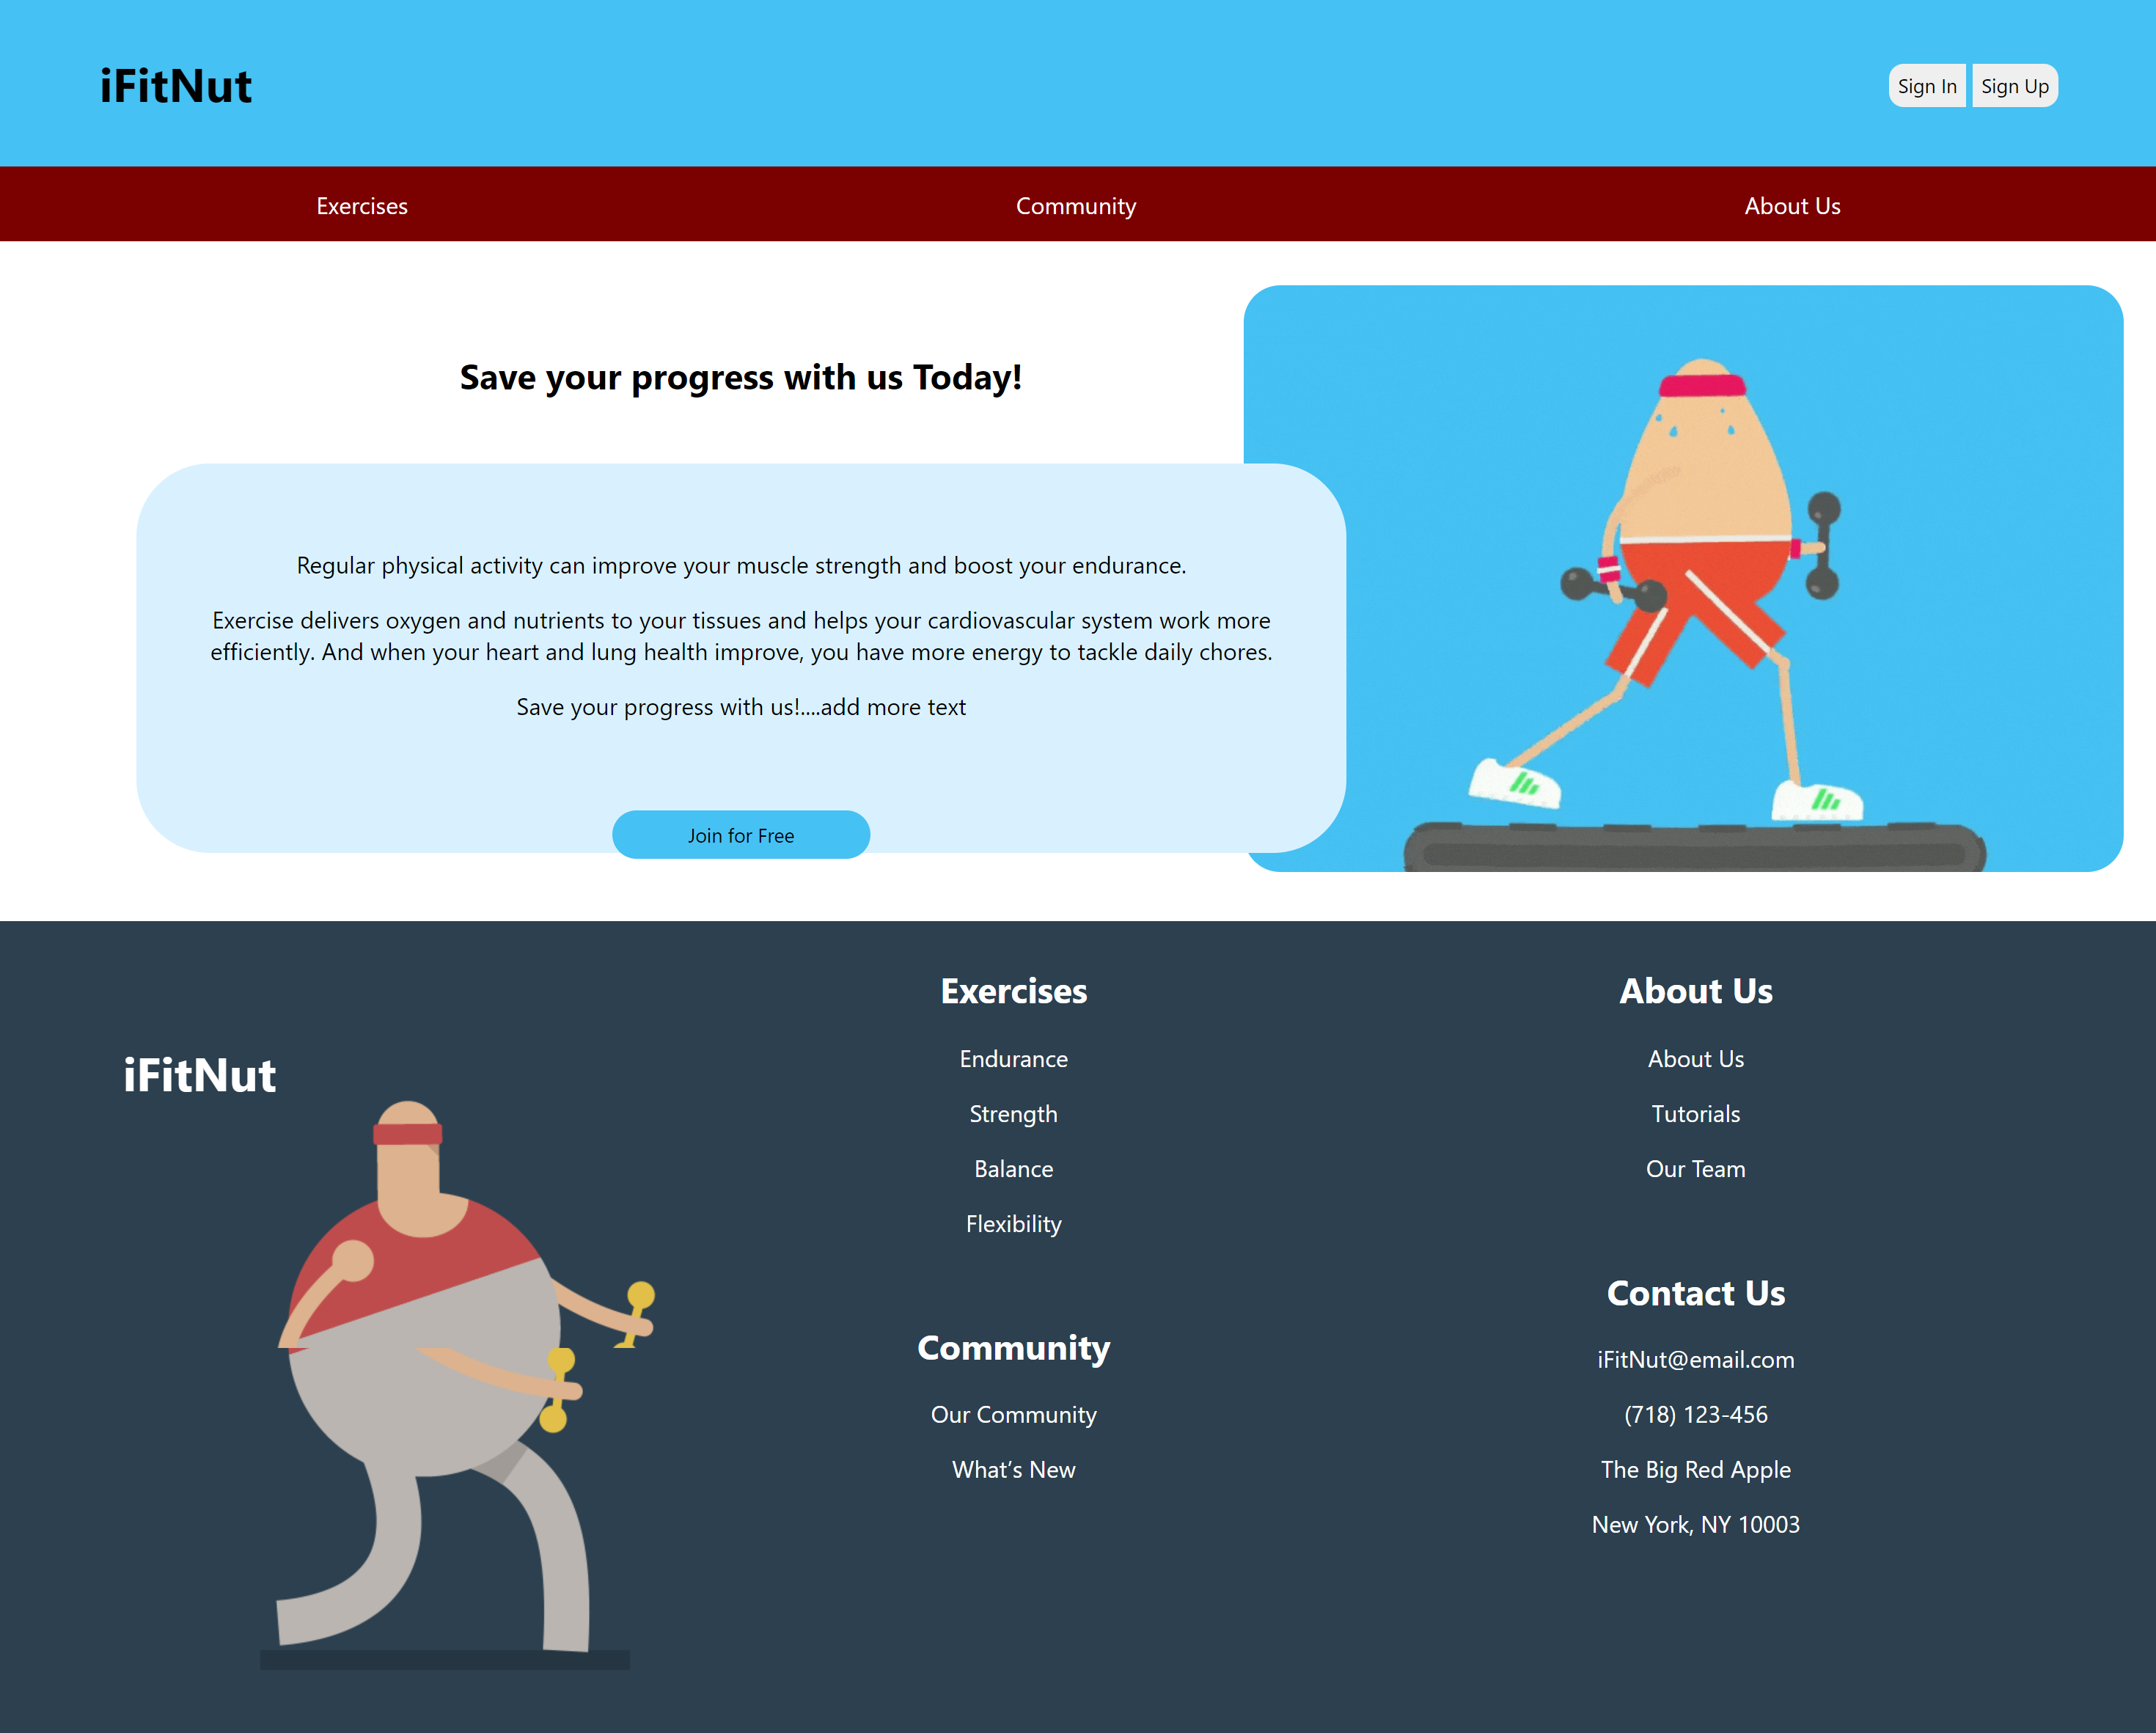 iFitNut
Sign In
Sign Up
Exercises
Community
About Us
Save your progress with us Today!
Regular physical activity can improve your muscle strength and boost your endurance.
Exercise delivers oxygen and nutrients to your tissues and helps your cardiovascular system work more
efficiently. And when your heart and lung health improve, you have more energy to tackle daily chores.
Save your progress with us!....add more text
Join for Free
iFitNut
Exercises
Endurance
Strength
Balance
Flexibility
Community
Our Community
What’s New
About Us
About Us
Tutorials
Our Team
Contact Us
iFitNut@email.com
(718) 123-456
The Big Red Apple
New York, NY 10003